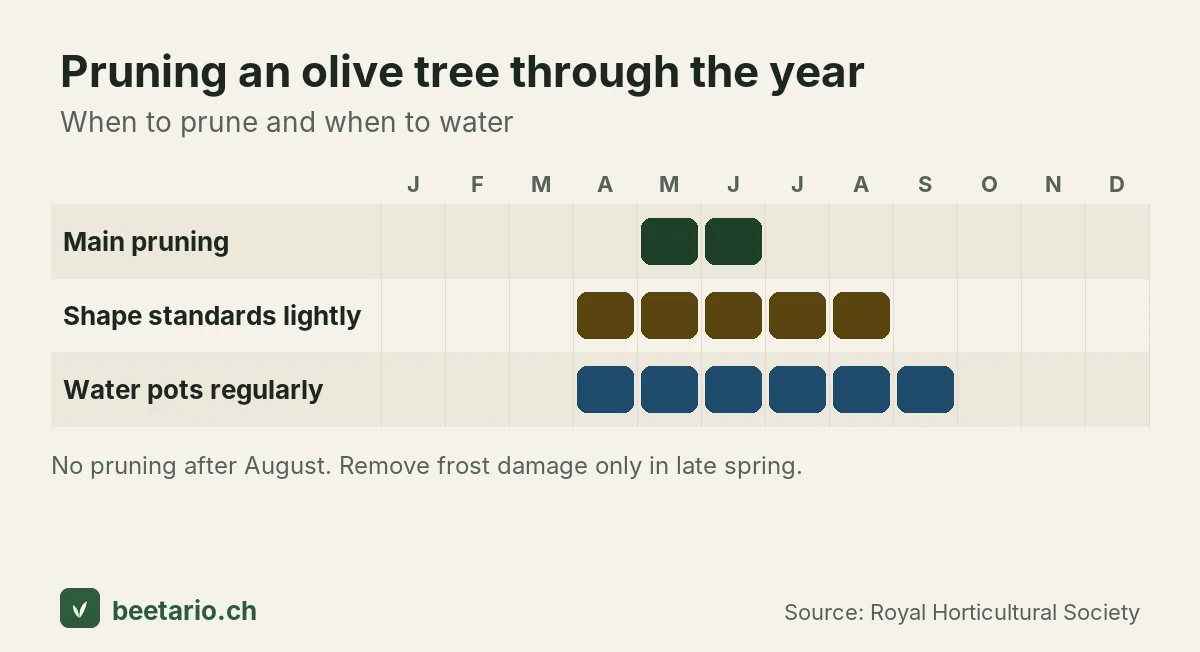 Pruning an olive tree through the year
When to prune and when to water
J F M A M J J A S O N D
Main pruning
Shape standards lightly
Water pots regularly
No pruning after August. Remove frost damage only in late spring.
beetario.ch
Source: Royal Horticultural Society